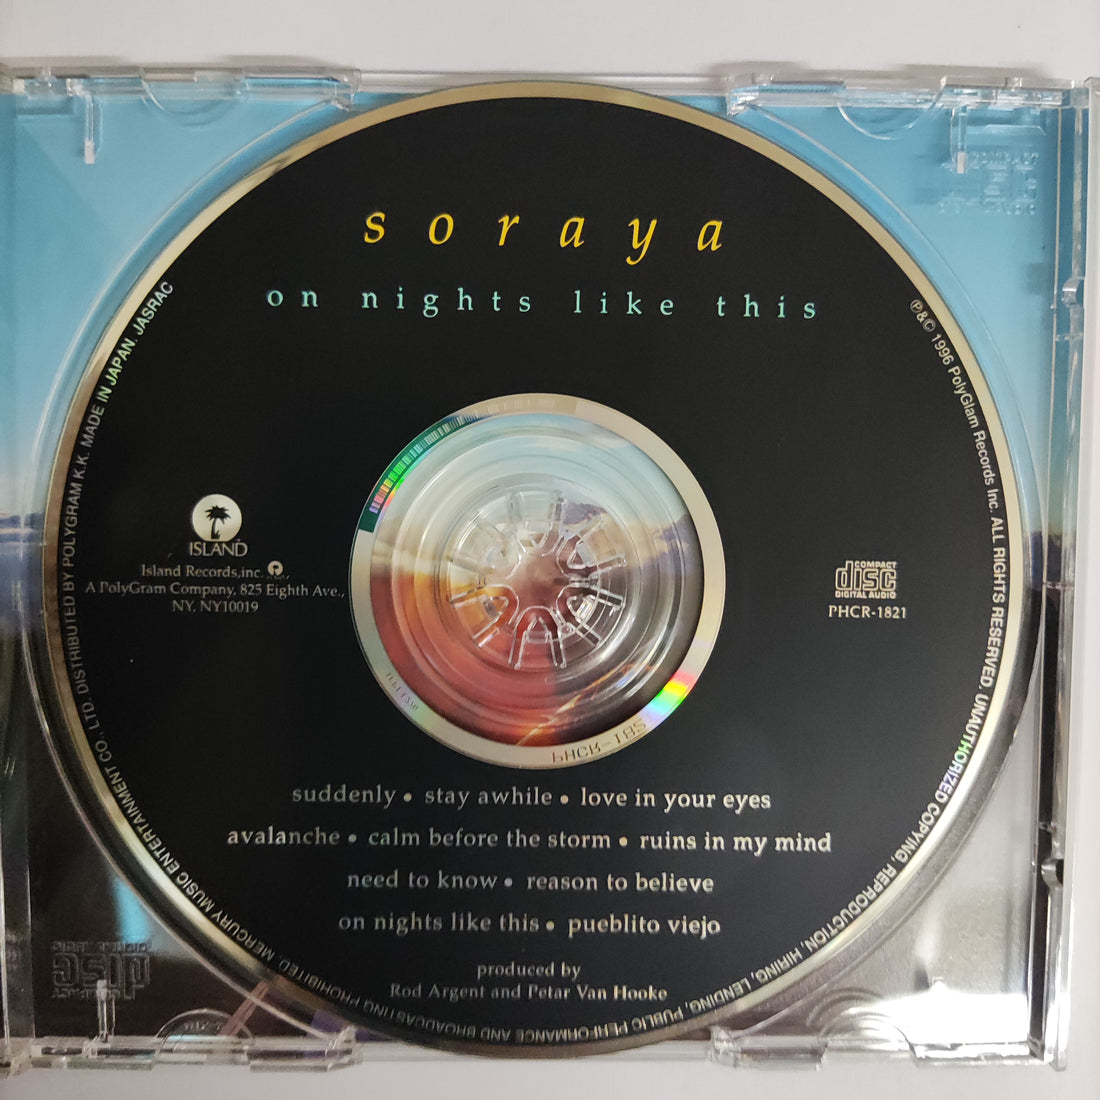 soraya
on nights like this
MADE IN JAPAN. JASRAC
DISTRIBUTED BY POLYGRAM K.K.
MERCURY MUSIC ENTERTAINMENT CO., LTD.
℗&© 1996 PolyGlam Records Inc. ALL RIGHTS RESERVED. UNAUTHORIZED COPYING, REPRODUCTION, HIRING, LENDING, PUBLIC PERFORMANCE AND BROADCASTING PROHIBITED.
ISLAND
Island Records,inc.
A PolyGram Company, 825 Eighth Ave.,
NY, NY10019
COMPACT
disc
DIGITAL AUDIO
PHCR-1821
suddenly • stay awhile • love in your eyes
avalanche • calm before the storm • ruins in my mind
need to know • reason to believe
on nights like this • pueblito viejo
produced by
Rod Argent and Petar Van Hooke